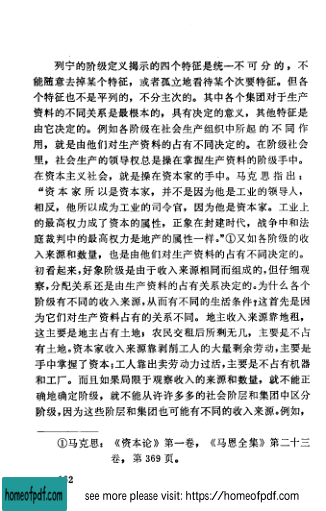 列宁的阶级定义揭示的四个特征是统一不可分的，不
能随意去掉某个特征，或者孤立地看待某个次要特征。但各
个特征也不是平列的，不分主次的。其中各个集团对于生产
资料的不同关系是最根本的，具有决定的意义，其他特征是
由它决定的。例如各阶级在社会生产组织中所起的不同作
用，就是由他们对生产资料的占有不同决定的。在阶级社会
里，社会生产的领导权总是操在掌握生产资料的阶级手中。
在资本主义社会，就是操在资本家的手中。马克思指出：
“资本家所以是资本家，并不是因为他是工业的领导人，
相反，他所以成为工业的司令官，因为他是资本家。工业上
的最高权力成了资本的属性，正象在封建时代，战争中和法
庭裁判中的最高权力是地产的属性一样。”①又如各阶级的收
入来源和数量，也是由他们对生产资料的占有不同决定的。
初看起来，好象阶级是由于收入来源相同而组成的，但仔细观
察，分配关系还是由生产资料的占有关系决定的。为什么各个
阶级有不同的收入来源，从而有不同的生活条件？这首先是因
为它们对生产资料占有的关系不同。地主收入来源靠地租，
这主要是地主占有土地；农民交租后所剩无几，主要是不占
有土地。资本家收入来源靠剥削工人的大量剩余劳动，主要是
手中掌握了资本；工人靠出卖劳动力过活，主要是不占有机器
和工厂。而且如果局限于观察收入的来源和数量，就不能正
确地确定阶级，就不能从许许多多的社会阶层和集团中区分
阶级，因为这些阶层和集团也可能有不同的收入来源。例如，
①马克思：《资本论》第一卷，《马恩全集》第二十三
卷，第369页。
2
homeofpdf.com
see more please visit: https://homeofpdf.com